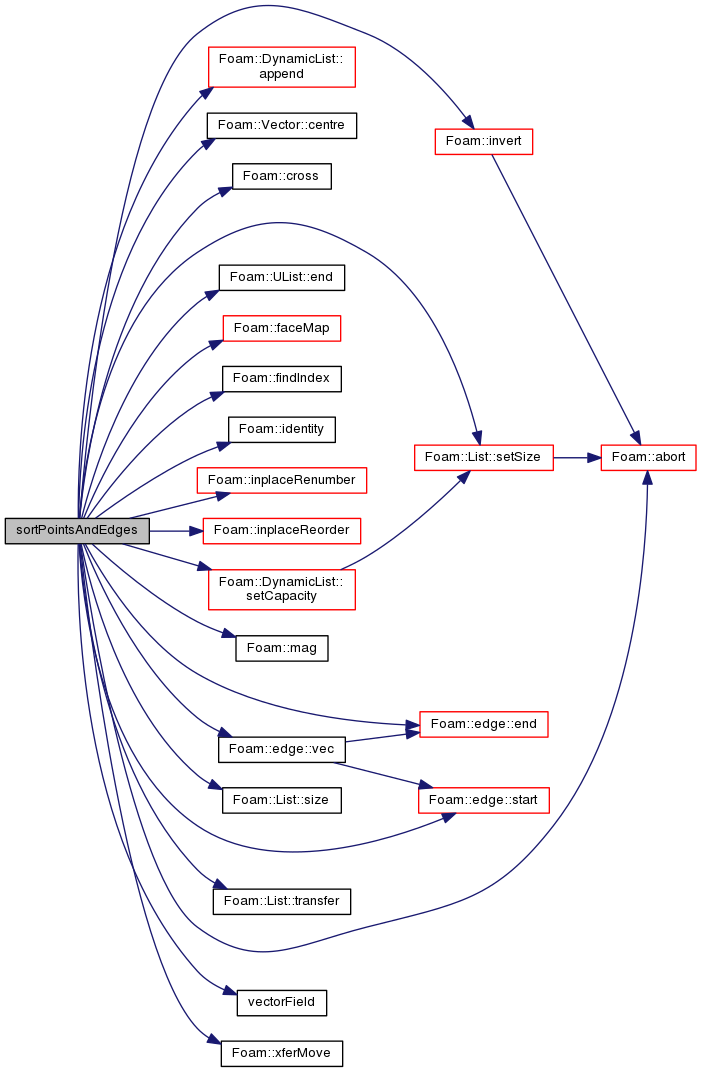 Foam::DynamicList::
append
Foam::Vector::centre
Foam::invert
Foam::cross
Foam::UList::end
Foam::faceMap
Foam::findIndex
Foam::identity
Foam::List::setSize
Foam::abort
Foam::inplaceRenumber
sortPointsAndEdges
Foam::inplaceReorder
Foam::DynamicList::
setCapacity
Foam::mag
Foam::edge::end
Foam::edge::vec
Foam::List::size
Foam::edge::start
Foam::List::transfer
vectorField
Foam::xferMove